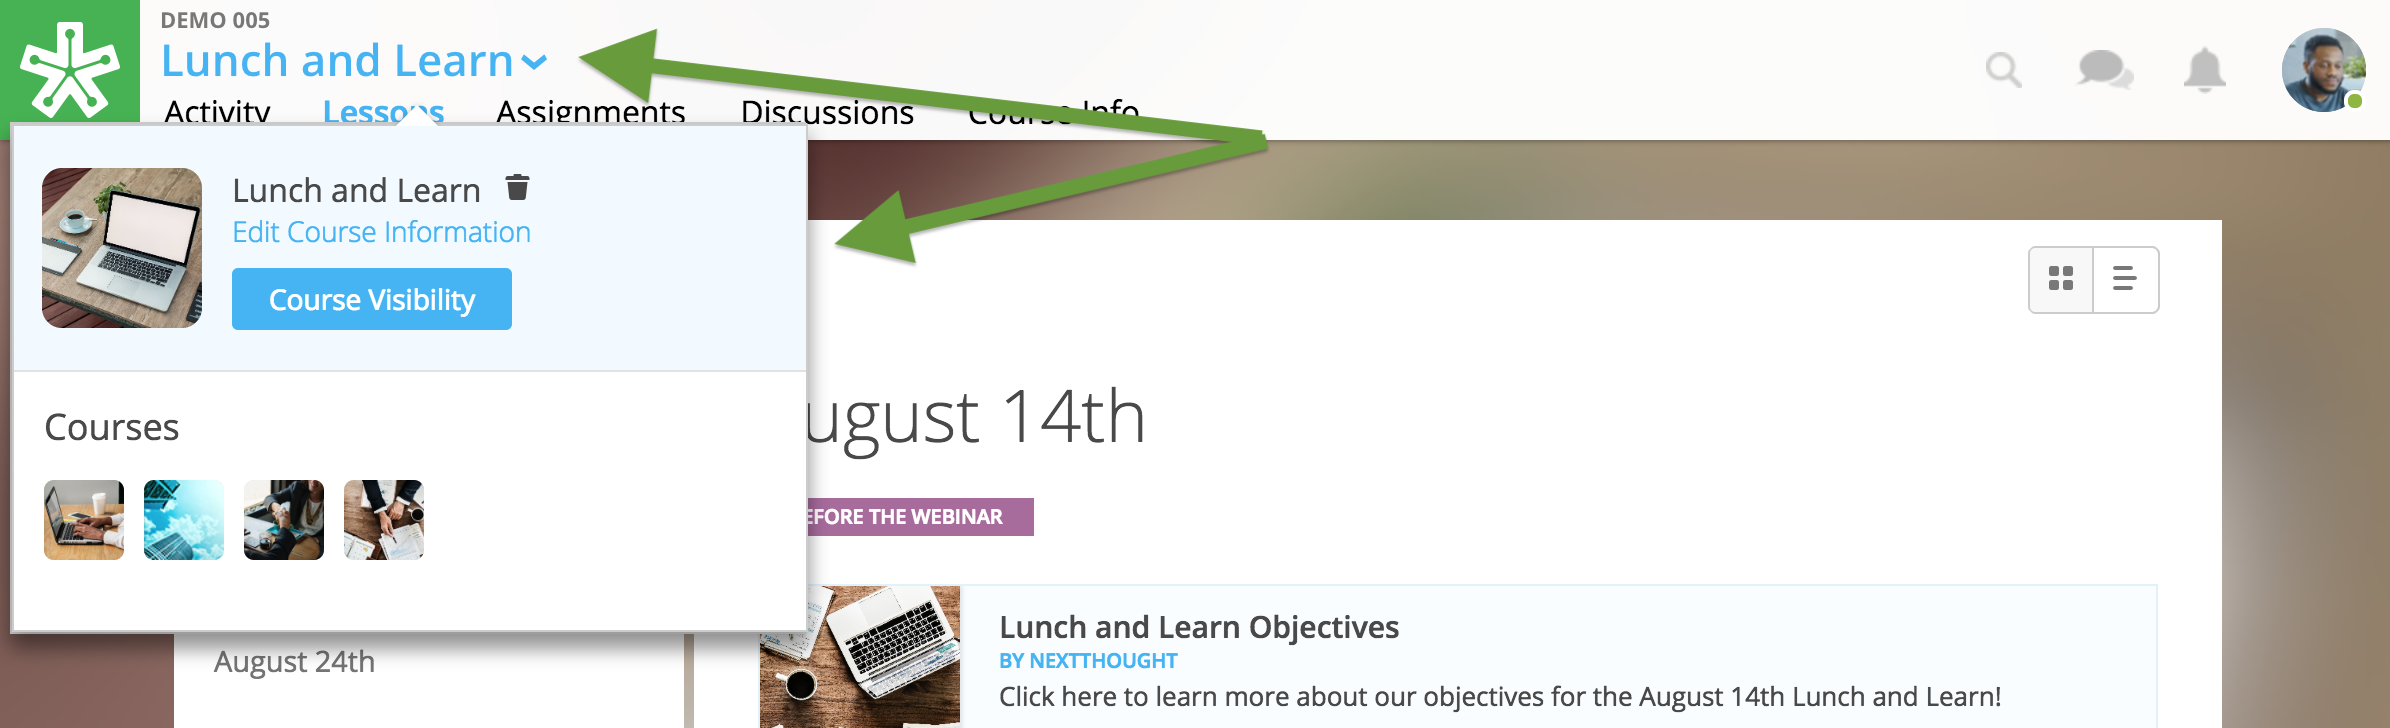 DEMO 005
Lunch and Learn
Activity Lessons Assignments Discussions Course Info
Lunch and Learn
Edit Course Information
Course Visibility
Courses
ugust 14th
EFORE THE WEBINAR
Lunch and Learn Objectives
BY NEXTTHOUGHT
Click here to learn more about our objectives for the August 14th Lunch and Learn!
August 24th